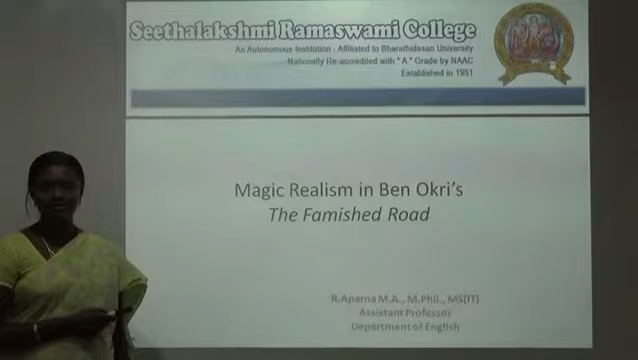 Seethalakshmi Ramaswami College
An Autonomous Institution - Affiliated to Bharathidasan University
Nationally Re-accredited with "A" Grade by NAAC
Established in 1951
Magic Realism in Ben Okri's
The Famished Road
R.Aparna M.A., M.Phil., MS(IT)
Assistant Professor
Department of English